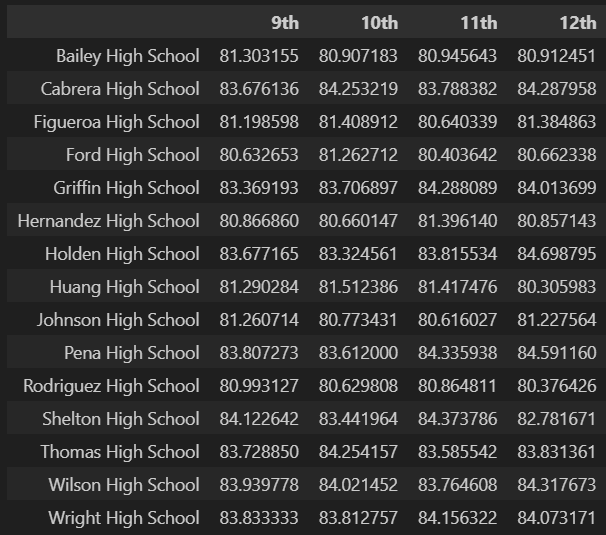 9th 10th 11th 12th
Bailey High School 81.303155 80.907183 80.945643 80.912451
Cabrera High School 83.676136 84.253219 83.788382 84.287958
Figueroa High School 81.198598 81.408912 80.640339 81.384863
Ford High School 80.632653 81.262712 80.403642 80.662338
Griffin High School 83.369193 83.706897 84.288089 84.013699
Hernandez High School 80.866860 80.660147 81.396140 80.857143
Holden High School 83.677165 83.324561 83.815534 84.698795
Huang High School 81.290284 81.512386 81.417476 80.305983
Johnson High School 81.260714 80.773431 80.616027 81.227564
Pena High School 83.807273 83.612000 84.335938 84.591160
Rodriguez High School 80.993127 80.629808 80.864811 80.376426
Shelton High School 84.122642 83.441964 84.373786 82.781671
Thomas High School 83.728850 84.254157 83.585542 83.831361
Wilson High School 83.939778 84.021452 83.764608 84.317673
Wright High School 83.833333 83.812757 84.156322 84.073171